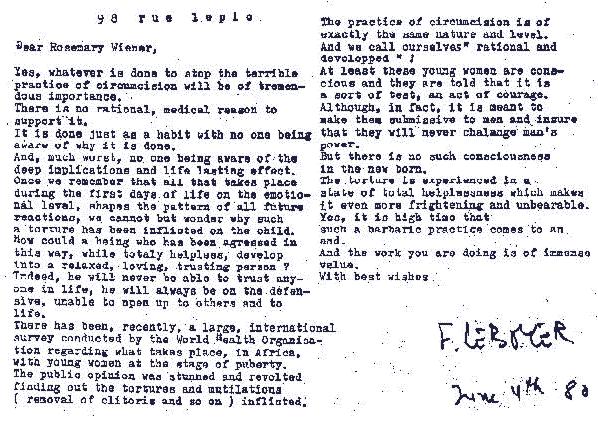 98 rue lepic
Dear Rosemary Wiener,
Yes, whatever is done to stop the terrible
practice of circumcision will be of tremen-
dous importance.
There is no rational, medical reason to
support it.
It is done just as a habit with no one being
aware of why it is done.
And, much worst, no one being aware of the
deep implications and life lasting effect.
Once we remember that all that takes place
during the first days of life on the emotio-
nal level, shapes the pattern of all future
reactions, we cannot but wonder why such
a torture has been inflicted on the child.
How could a being who has been agressed in
this way, while totaly helpless, develop
into a relaxed, loving, trusting person ?
Indeed, he will never be able to trust any-
one in life, he will always be on the defen-
sive, unable to open up to others and to
life.
There has been, recently, a large, international
survey conducted by the World Health Organisa-
tion regarding what takes place, in Africa,
with young women at the stage of puberty.
The public opinion was stunned and revolted
finding out the tortures and mutilations
( removal of clitoris and so on ) inflicted.
The practice of circumcision is of
exactly the same nature and level.
And we call ourselves" rational and
developped " !
At least these young women are cons-
cious and they are told that it is
a sort of test, an act of courage.
Although, in fact, it is meant to
make them submissive to men and insure
that they will never chalange man's
power.
But there is no such consciousness
in the new born.
The torture is experienced in a
state of total helplessness which makes
it even more frightening and unbearable.
Yes, it is high time that
such a barbaric practice comes to an
end.
And the work you are doing is of immense
value.
With best wishes
F. LEBOYER
June 4th 80